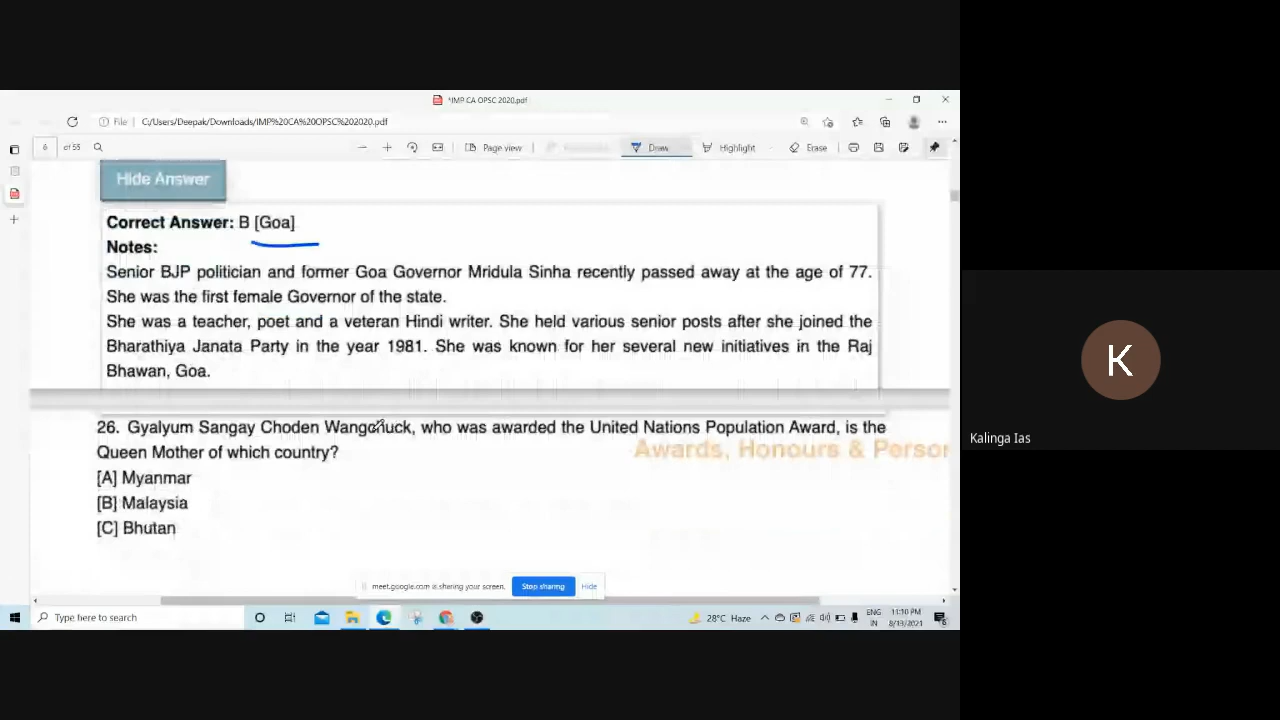 *IMP CA OPSC 2020.pdf
File
C:/Users/Deepak/Downloads/IMP%20CA%20OPSC%202020.pdf
6 of 55
Page view
Draw
Highlight
Erase
Hide Answer
Correct Answer: B [Goa]
Notes:
Senior BJP politician and former Goa Governor Mridula Sinha recently passed away at the age of 77.
She was the first female Governor of the state.
She was a teacher, poet and a veteran Hindi writer. She held various senior posts after she joined the
Bharathiya Janata Party in the year 1981. She was known for her several new initiatives in the Raj
Bhawan, Goa.
26. Gyalyum Sangay Choden Wangchuck, who was awarded the United Nations Population Award, is the
Queen Mother of which country?
Awards, Honours & Person
[A] Myanmar
[B] Malaysia
[C] Bhutan
meet.google.com is sharing your screen.
Stop sharing
Hide
Type here to search
28°C Haze
ENG
IN
11:10 PM
8/13/2021
K
Kalinga Ias